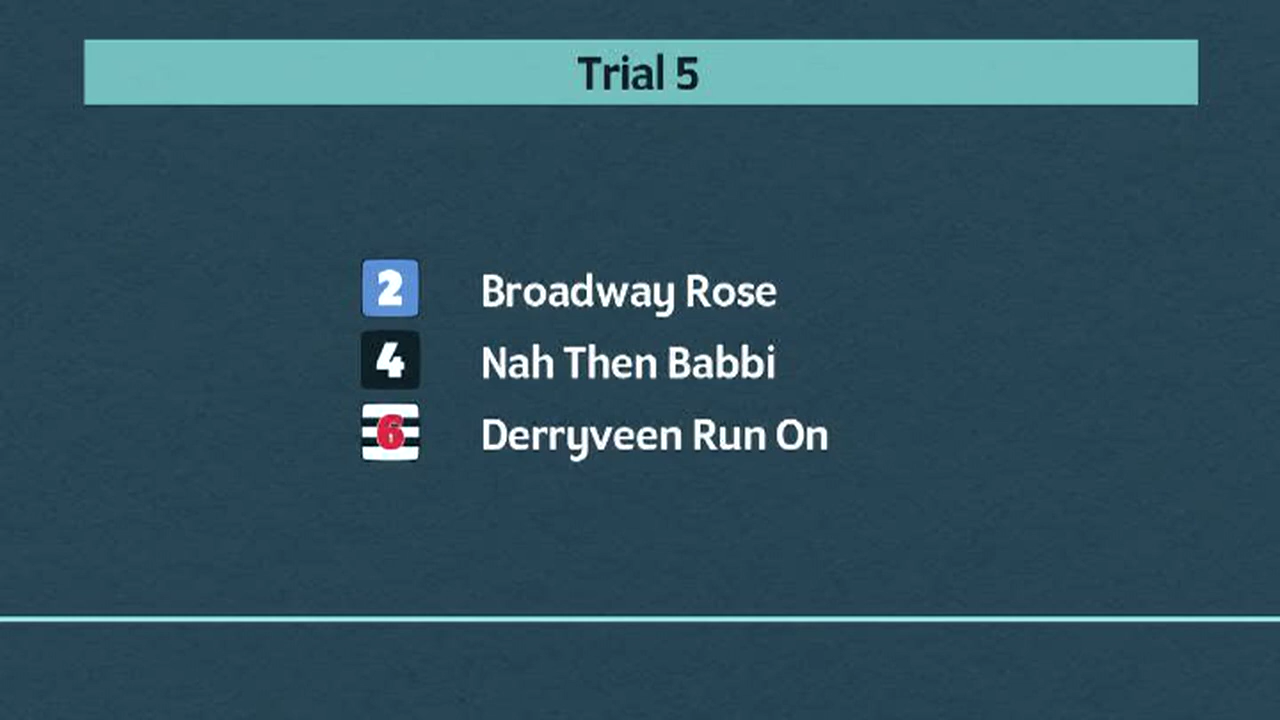 Trial 5
2 Broadway Rose
4 Nah Then Babbi
6 Derryveen Run On